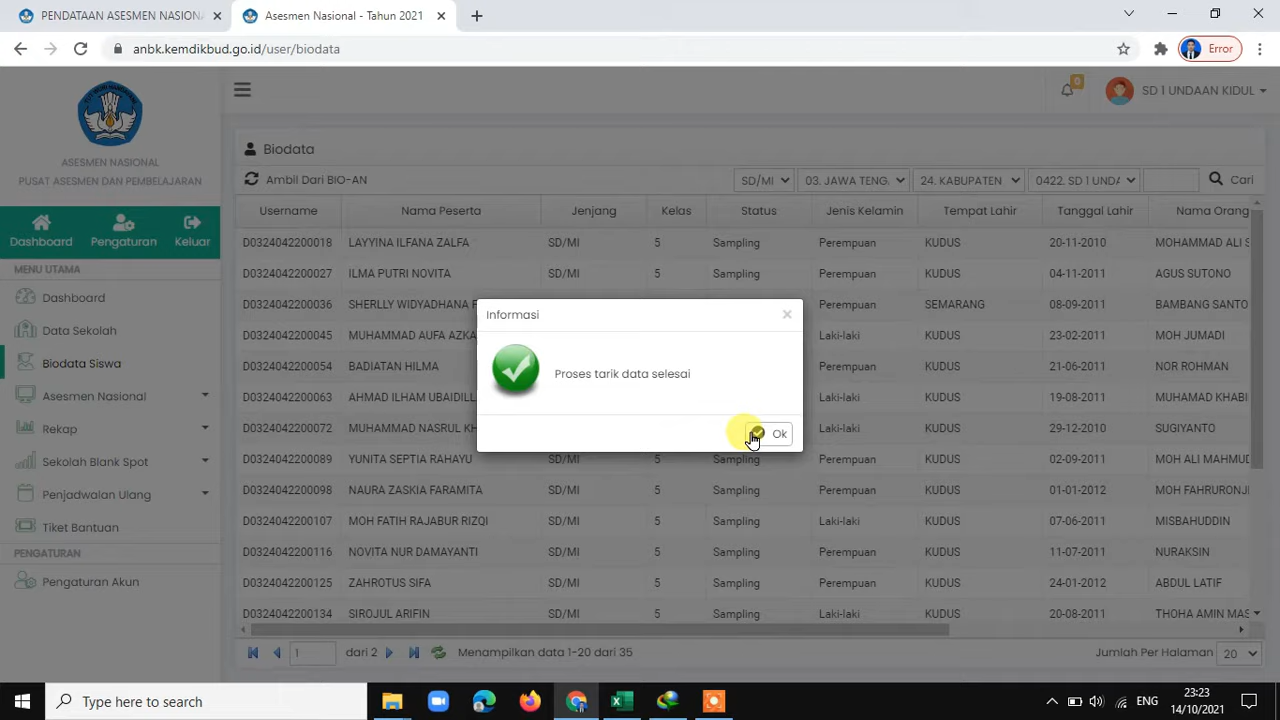 PENDATAAN ASESMEN NASIONA
Asesmen Nasional - Tahun 2021
anbk.kemdikbud.go.id/user/biodata
Error
ASESMEN NASIONAL
PUSAT ASESMEN DAN PEMBELAJARAN
Dashboard
Pengaturan
Keluar
MENU UTAMA
Dashboard
Data Sekolah
Biodata Siswa
Asesmen Nasional
Rekap
Sekolah Blank Spot
Penjadwalan Ulang
Tiket Bantuan
PENGATURAN
Pengaturan Akun
0
SD 1 UNDAAN KIDUL
Biodata
Ambil Dari BIO-AN
SD/MI
03. JAWA TENG.
24. KABUPATEN
0422. SD 1 UNDA
Cari
Username Nama Peserta Jenjang Kelas Status Jenis Kelamin Tempat Lahir Tanggal Lahir Nama Orang
D0324042200018 LAYYINA ILFANA ZALFA SD/MI 5 Sampling Perempuan KUDUS 20-11-2010 MOHAMMAD ALI S
D0324042200027 ILMA PUTRI NOVITA SD/MI 5 Sampling Perempuan KUDUS 04-11-2011 AGUS SUTONO
D0324042200036 SHERLLY WIDYADHANA Perempuan SEMARANG 08-09-2011 BAMBANG SANTO
D0324042200045 MUHAMMAD AUFA AZKA Laki-laki KUDUS 23-02-2011 MOH JUMADI
D0324042200054 BADIATAN HILMA Perempuan KUDUS 21-06-2011 NOR ROHMAN
D0324042200063 AHMAD ILHAM UBAIDILL Laki-laki KUDUS 19-08-2011 MUHAMAD KHABI
D0324042200072 MUHAMMAD NASRUL KH Laki-laki KUDUS 29-12-2010 SUGIYANTO
D0324042200089 YUNITA SEPTIA RAHAYU SD/MI 5 Sampling Perempuan KUDUS 02-09-2011 MOH ALI MAHMUD
D0324042200098 NAURA ZASKIA FARAMITA SD/MI 5 Sampling Perempuan KUDUS 01-01-2012 MOH FAHRURONJI
D0324042200107 MOH FATIH RAJABUR RIZQI SD/MI 5 Sampling Laki-laki KUDUS 07-06-2011 MISBAHUDDIN
D0324042200116 NOVITA NUR DAMAYANTI SD/MI 5 Sampling Perempuan KUDUS 11-07-2011 NURAKSIN
D0324042200125 ZAHROTUS SIFA SD/MI 5 Sampling Perempuan KUDUS 24-01-2012 ABDUL LATIF
D0324042200134 SIROJUL ARIFIN SD/MI 5 Sampling Laki-laki KUDUS 20-08-2011 THOHA AMIN MAS
Informasi
Proses tarik data selesai
Ok
1 dari 2 Menampilkan data 1-20 dari 35
Jumlah Per Halaman 20
Type here to search
ENG
23:23
14/10/2021